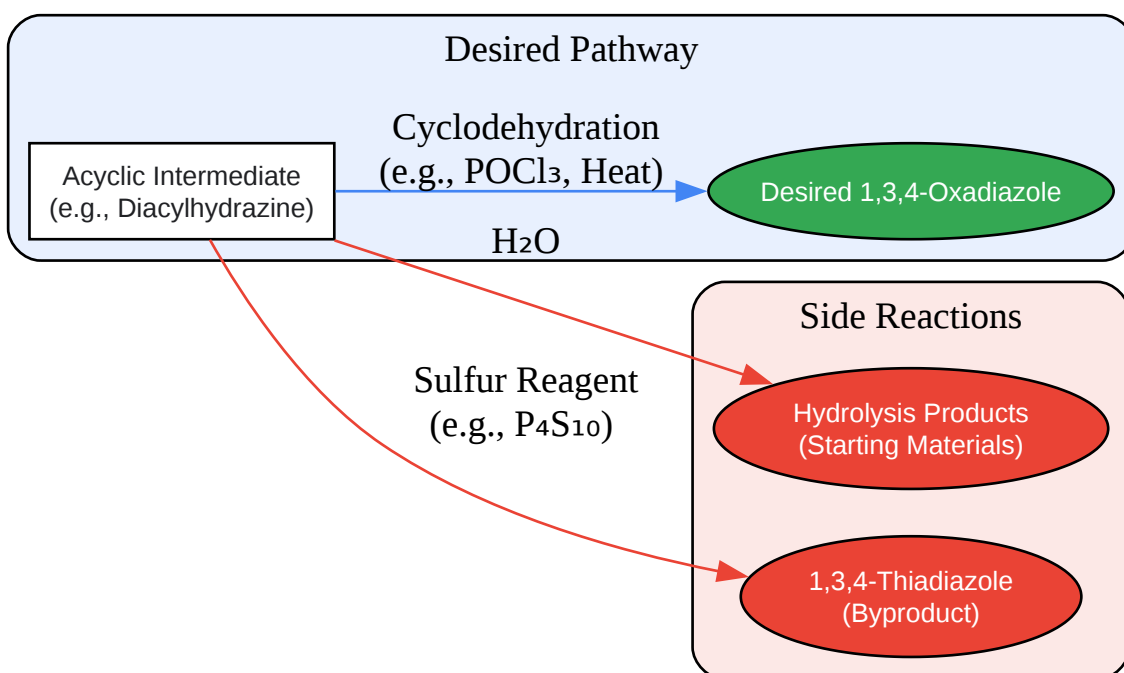 Desired Pathway
Cyclodehydration
(e.g., POCl₃, Heat)
Acyclic Intermediate
(e.g., Diacylhydrazine)
Desired 1,3,4-Oxadiazole
H₂O
Side Reactions
Sulfur Reagent
(e.g., P₄S₁₀)
Hydrolysis Products
(Starting Materials)
1,3,4-Thiadiazole
(Byproduct)